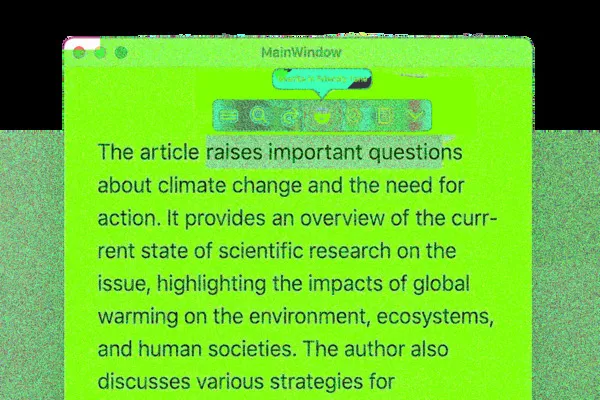 MainWindow
The article raises important questions
about climate change and the need for
action. It provides an overview of the curr-
rent state of scientific research on the
issue, highlighting the impacts of global
warming on the environment, ecosystems,
and human societies. The author also
discusses various strategies for